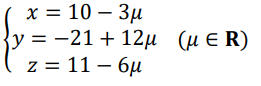 x = 10 − 3μ
y = −21 + 12μ (μ ∈ R)
z = 11 − 6μ